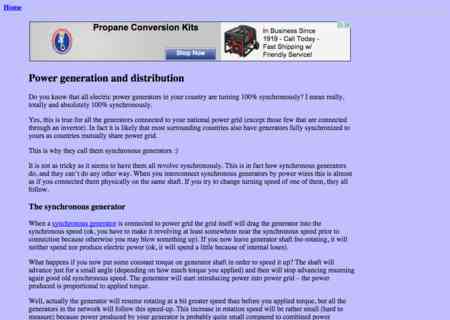 Home
Propane Conversion Kits
Shop Now
In Business Since
1919 - Call Today -
Fast Shipping w/
Friendly Service!
Power generation and distribution
Do you know that all electric power generators in your country are turning 100% synchronously? I mean really,
totally and absolutely 100% synchronously.
Yes, this is true for all the generators connected to your national power grid (except those few that are connected
through an invertor). In fact it is likely that most surrounding countries also have generators fully synchronized to
yours as countries mutually share power grid.
This is why they call them synchronous generators :)
It is not as tricky as it seems to have them all revolve synchronously. This is in fact how synchronous generators
do, and they can't do any other way. When you interconnect synchronous generators by power wires this is almost
as if you connected them physically on the same shaft. If you try to change turning speed of one of them, they all
follow.
The synchronous generator
When a synchronous generator is connected to power grid the grid itself will drag the generator into the
synchronous speed (ok, you have to make it revolving at least somewhere near the synchronous speed prior to
connection because otherwise you may blow something up). If you now leave generator shaft free-rotating, it will
neither spend nor produce electric power (ok, it will spend a little because of internal loses).
What happens if you now put some constant torque on generator shaft in order to speed it up? The shaft will
advance just for a small angle (depending on how much torque you applied) and then will stop advancing resuming
again good old synchronous speed. The generator will start introducing power into power grid – the power
produced is proportional to applied torque.
Well, actually the generator will resume rotating at a bit greater speed than before you applied torque, but all the
generators in the network will follow this speed-up. This increase in rotation speed will be rather small (hard to
measure) because power produced by your generator is probably quite small compared to combined power